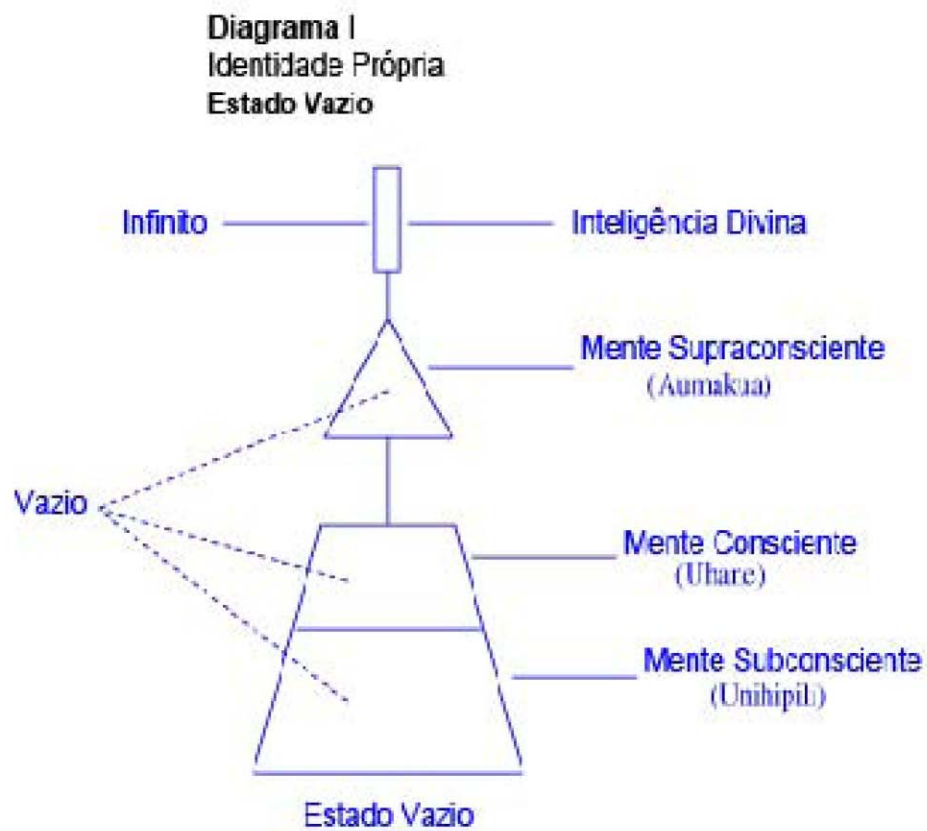 Diagrama I
Identidade Própria
Estado Vazio
Infinito
Inteligência Divina
Mente Supraconsciente
(Aumakua)
Vazio
Mente Consciente
(Uhane)
Mente Subconsciente
(Unihipili)
Estado Vazio